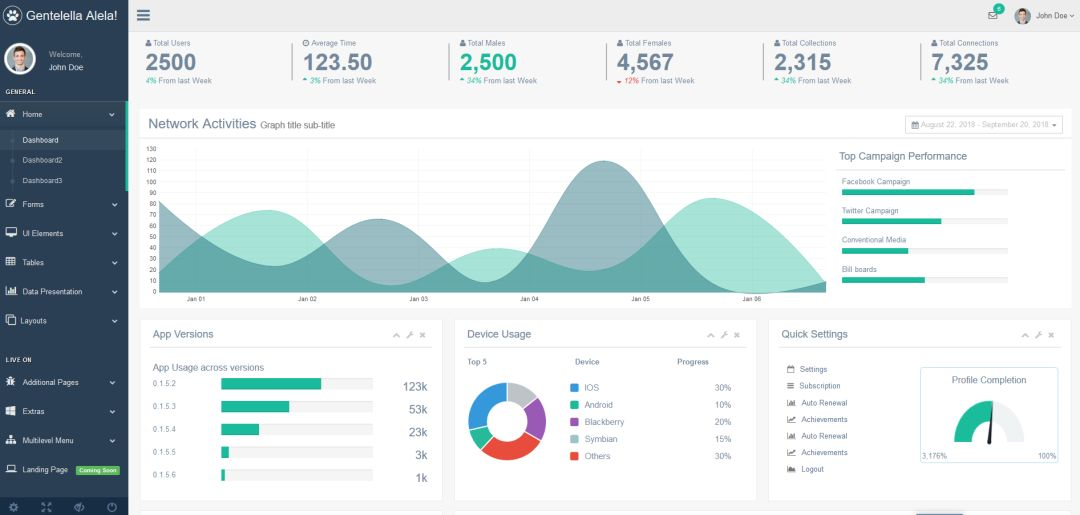 Gentelella Alela!
Welcome,
John Doe
GENERAL
Home
Dashboard
Dashboard2
Dashboard3
Forms
UI Elements
Tables
Data Presentation
Layouts
LIVE ON
Additional Pages
Extras
Multilevel Menu
Landing Page Coming Soon
6
John Doe
Total Users
2500
4% From last Week
Average Time
123.50
3% From last Week
Total Males
2,500
34% From last Week
Total Females
4,567
12% From last Week
Total Collections
2,315
34% From last Week
Total Connections
7,325
34% From last Week
Network Activities Graph title sub-title
August 22, 2018 - September 20, 2018
130
120
110
100
90
80
70
60
50
40
30
20
10
0
Jan 01 Jan 02 Jan 03 Jan 04 Jan 05 Jan 06
Top Campaign Performance
Facebook Campaign
Twitter Campaign
Conventional Media
Bill boards
App Versions
App Usage across versions
0.1.5.2 123k
0.1.5.3 53k
0.1.5.4 23k
0.1.5.5 3k
0.1.5.6 1k
Device Usage
Top 5 Device Progress
IOS 30%
Android 10%
Blackberry 20%
Symbian 15%
Others 30%
Quick Settings
Settings
Subscription
Auto Renewal
Achievements
Auto Renewal
Achievements
Logout
Profile Completion
3,176% 100%